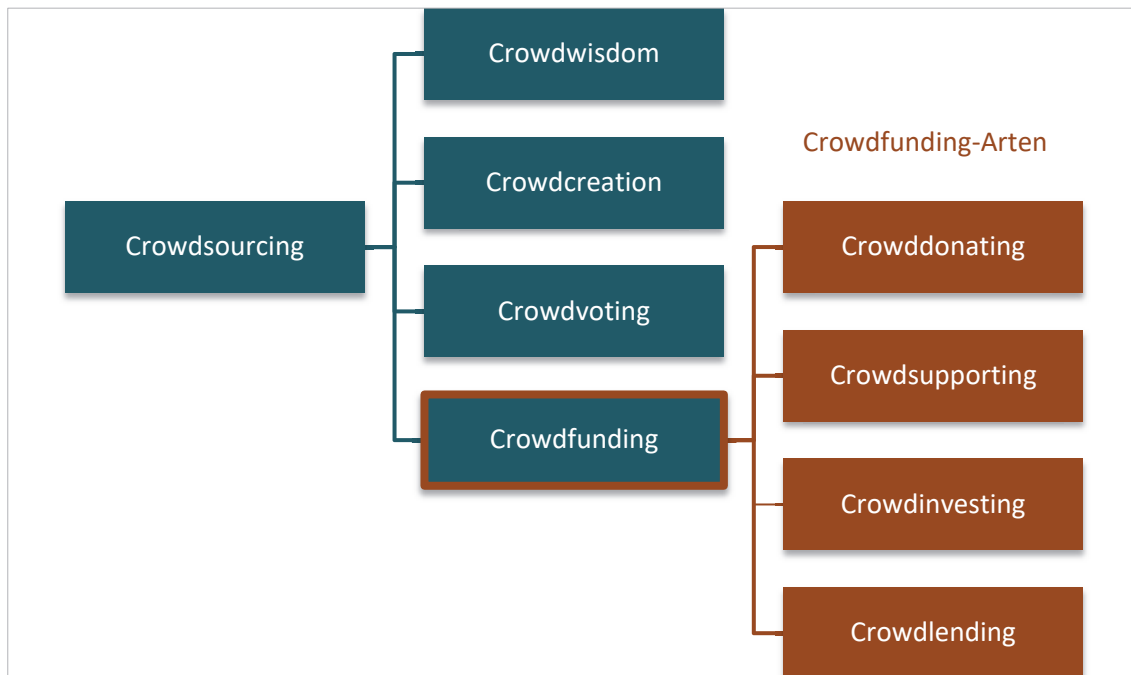 Crowdsourcing
Crowdwisdom
Crowdcreation
Crowdvoting
Crowdfunding
Crowdfunding-Arten
Crowddonating
Crowdsupporting
Crowdinvesting
Crowdlending